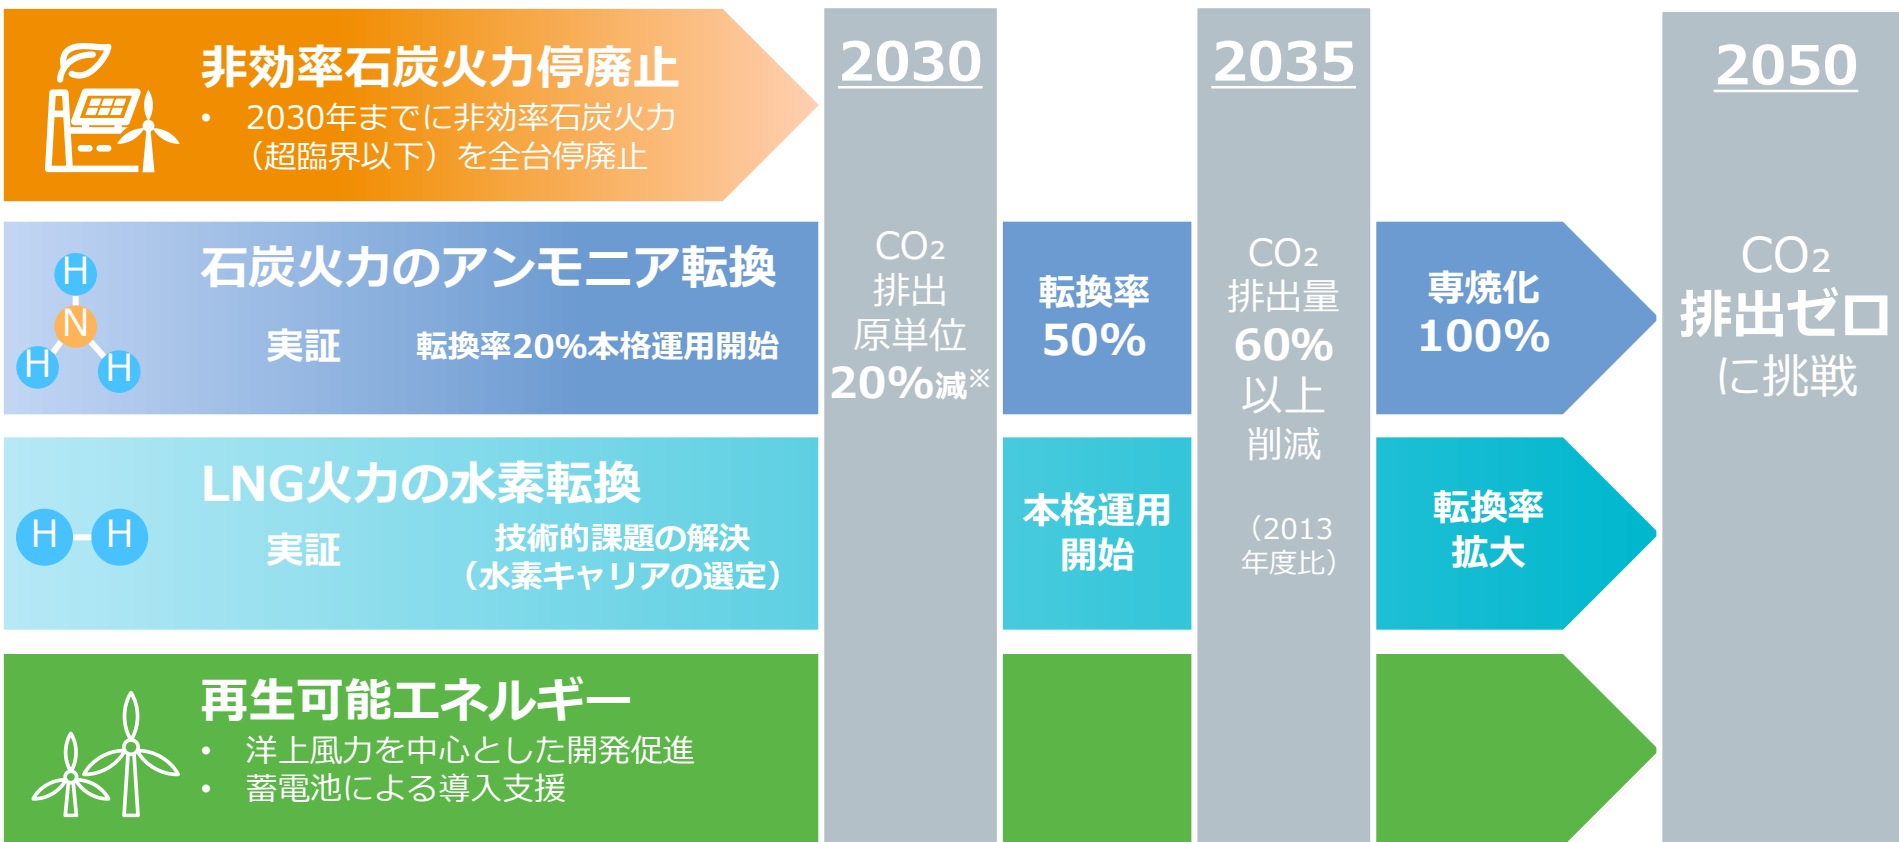 非効率石炭火力停廃止
• 2030年までに非効率石炭火力
（超臨界以下）を全台停廃止
石炭火力のアンモニア転換
実証 転換率20%本格運用開始
H
N
H
H
LNG火力の水素転換
実証
技術的課題の解決
（水素キャリアの選定）
H H
再生可能エネルギー
• 洋上風力を中心とした開発促進
• 蓄電池による導入支援
2030
CO₂
排出
原単位
20%減※
転換率
50%
本格運用
開始
2035
CO₂
排出量
60%
以上
削減
（2013
年度比）
専焼化
100%
転換率
拡大
2050
CO₂
排出ゼロ
に挑戦